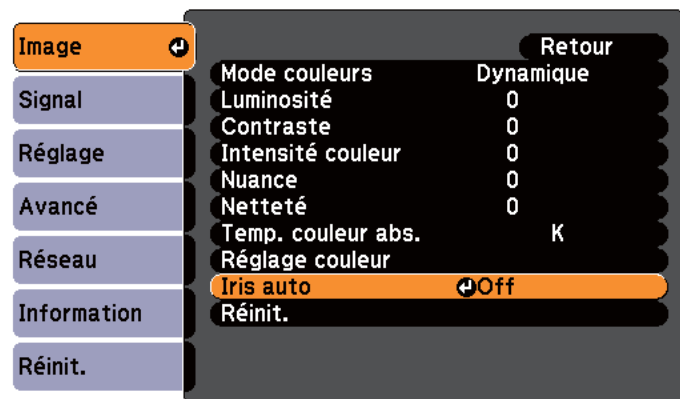 Image
Signal
Réglage
Avancé
Réseau
Information
Réinit.
Retour
Mode couleurs Dynamique
Luminosité 0
Contraste 0
Intensité couleur 0
Nuance 0
Netteté 0
Temp. couleur abs. K
Réglage couleur
Iris auto Off
Réinit.